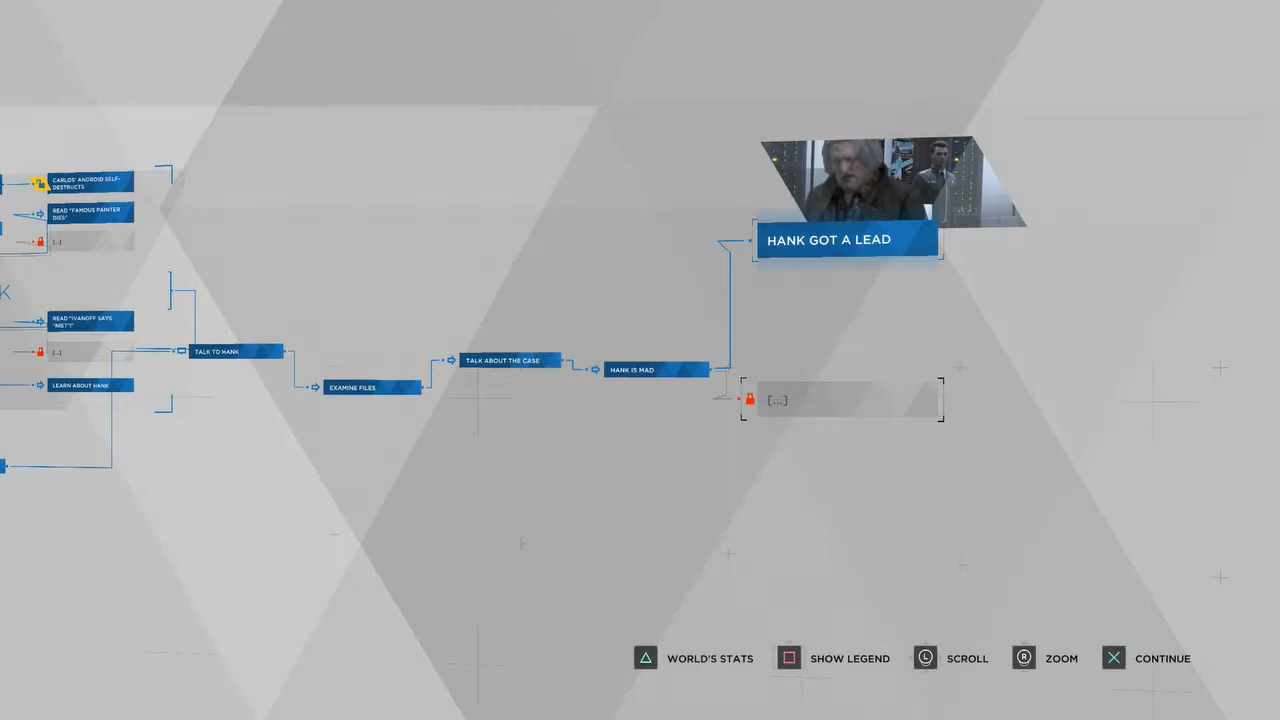 CARLOS' ANDROID SELF-
DESTRUCTS
READ "FAMOUS PAINTER
DIES"
[...]
K
READ "IVANOFF SAYS
"NIET"!
[...]
LEARN ABOUT HANK
TALK TO HANK
EXAMINE FILES
TALK ABOUT THE CASE
HANK IS MAD
HANK GOT A LEAD
[...]
WORLD'S STATS
SHOW LEGEND
L
SCROLL
R
ZOOM
CONTINUE